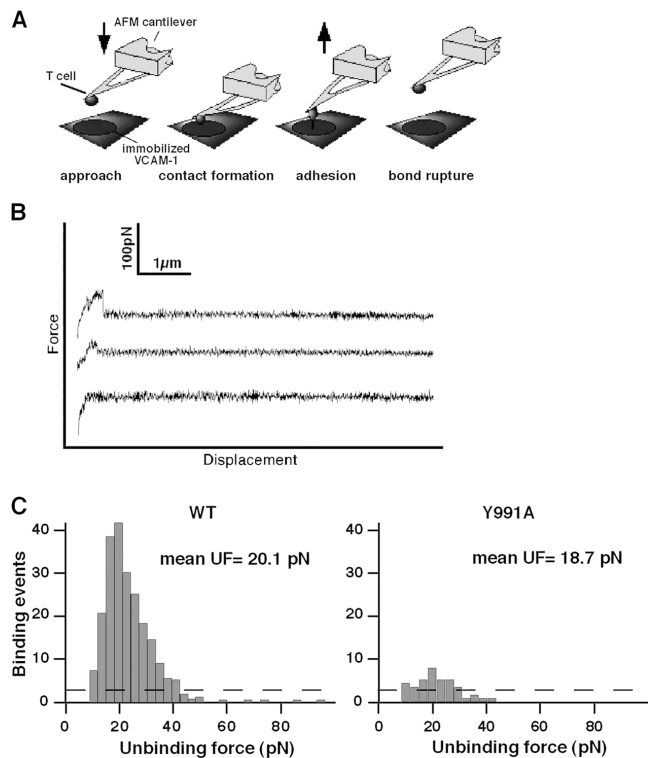 A
AFM cantilever
T cell
immobilized
VCAM-1
approach
contact formation
adhesion
bond rupture
B
100pN
1µm
Force
Displacement
C
WT
Y991A
mean UF= 20.1 pN
mean UF= 18.7 pN
Binding events
40
30
20
10
0
0 20 40 60 80
Unbinding force (pN)
40
30
20
10
0
0 20 40 60 80
Unbinding force (pN)